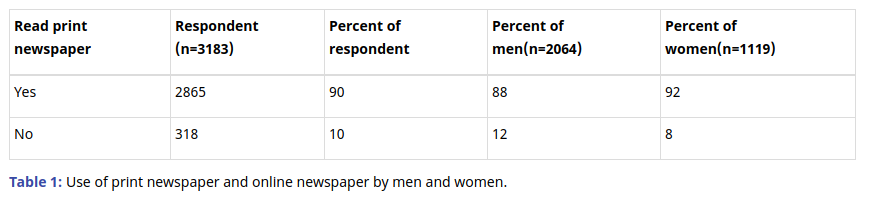 Read print newspaper | Respondent (n=3183) | Percent of respondent | Percent of men(n=2064) | Percent of women(n=1119)
Yes | 2865 | 90 | 88 | 92
No | 318 | 10 | 12 | 8
Table 1: Use of print newspaper and online newspaper by men and women.